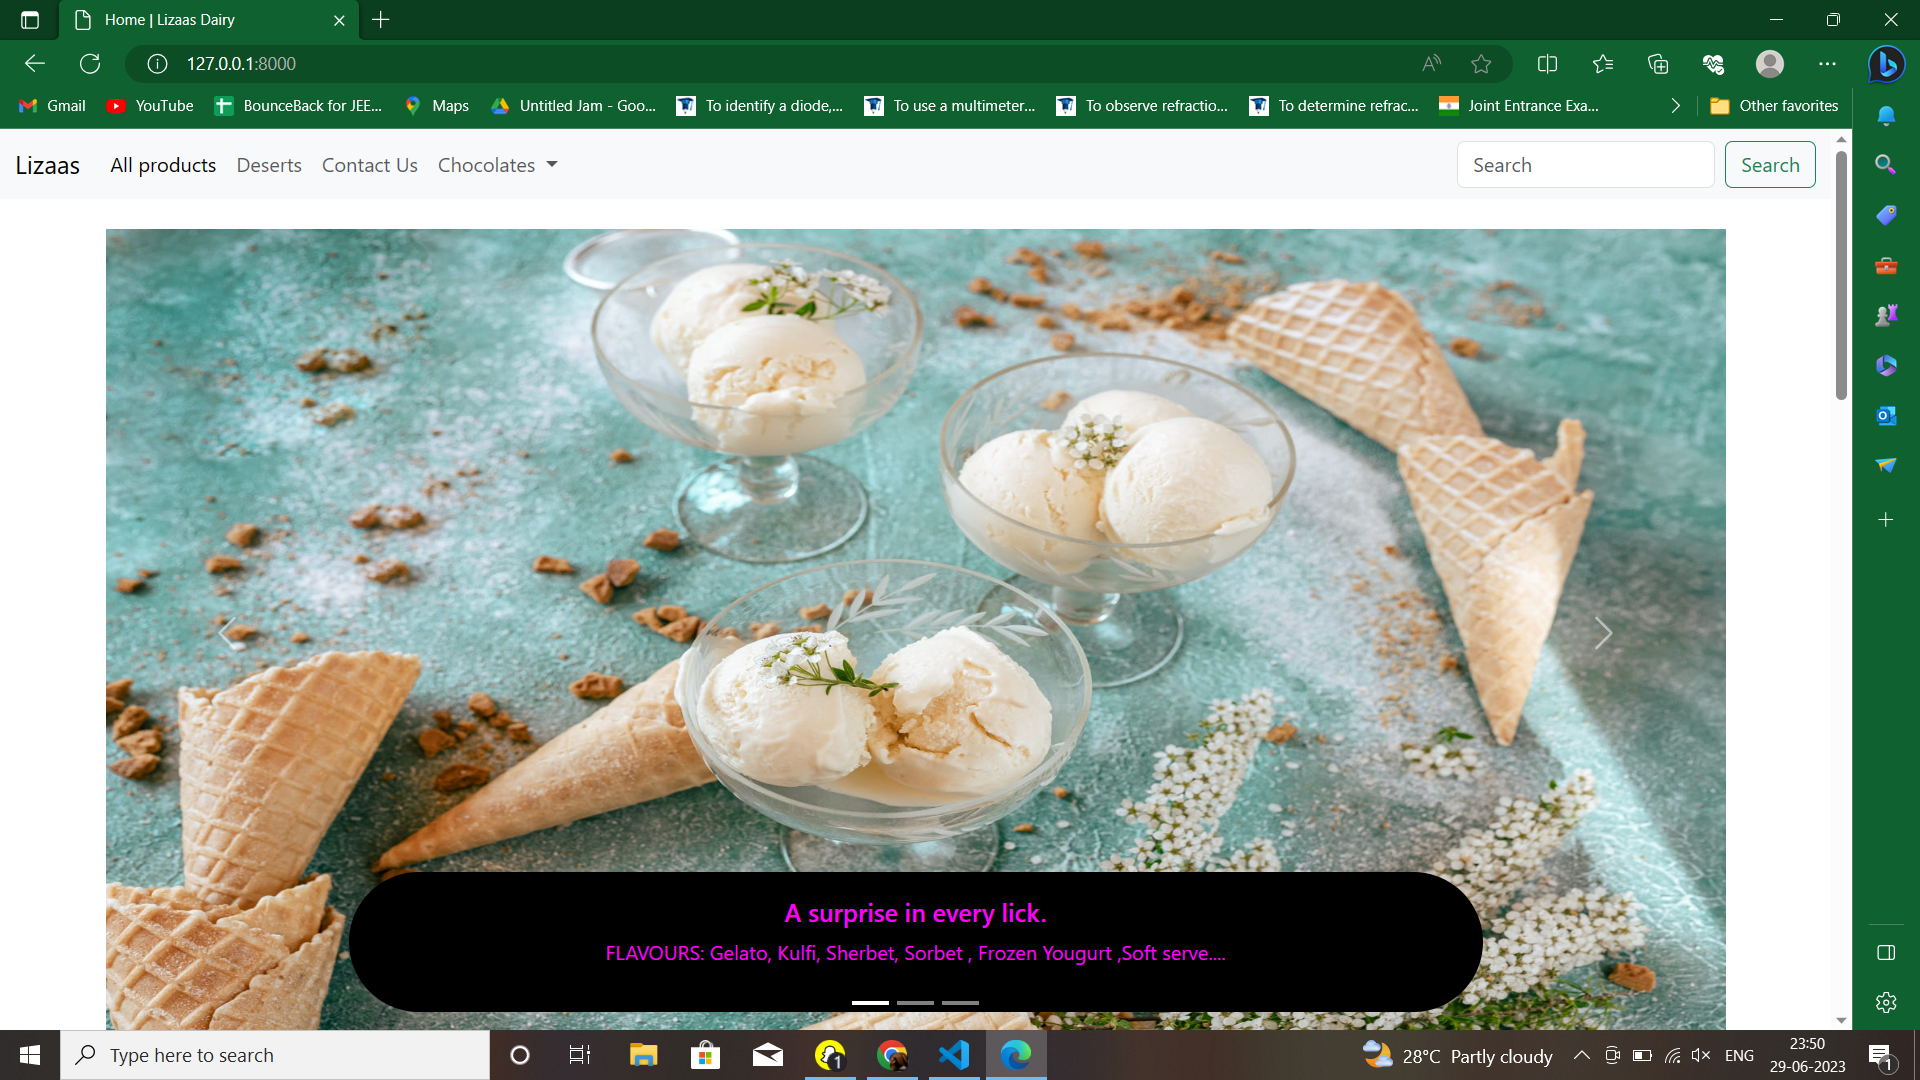 Home | Lizaas Dairy
127.0.0.1:8000
Gmail YouTube BounceBack for JEE... Maps Untitled Jam - Goo... To identify a diode,... To use a multimeter... To observe refractio... To determine refrac... Joint Entrance Exa... Other favorites
Lizaas All products Deserts Contact Us Chocolates Search Search
A surprise in every lick.
FLAVOURS: Gelato, Kulfi, Sherbet, Sorbet , Frozen Yougurt ,Soft serve....
Type here to search 1 28°C Partly cloudy ENG 23:50
29-06-2023 1